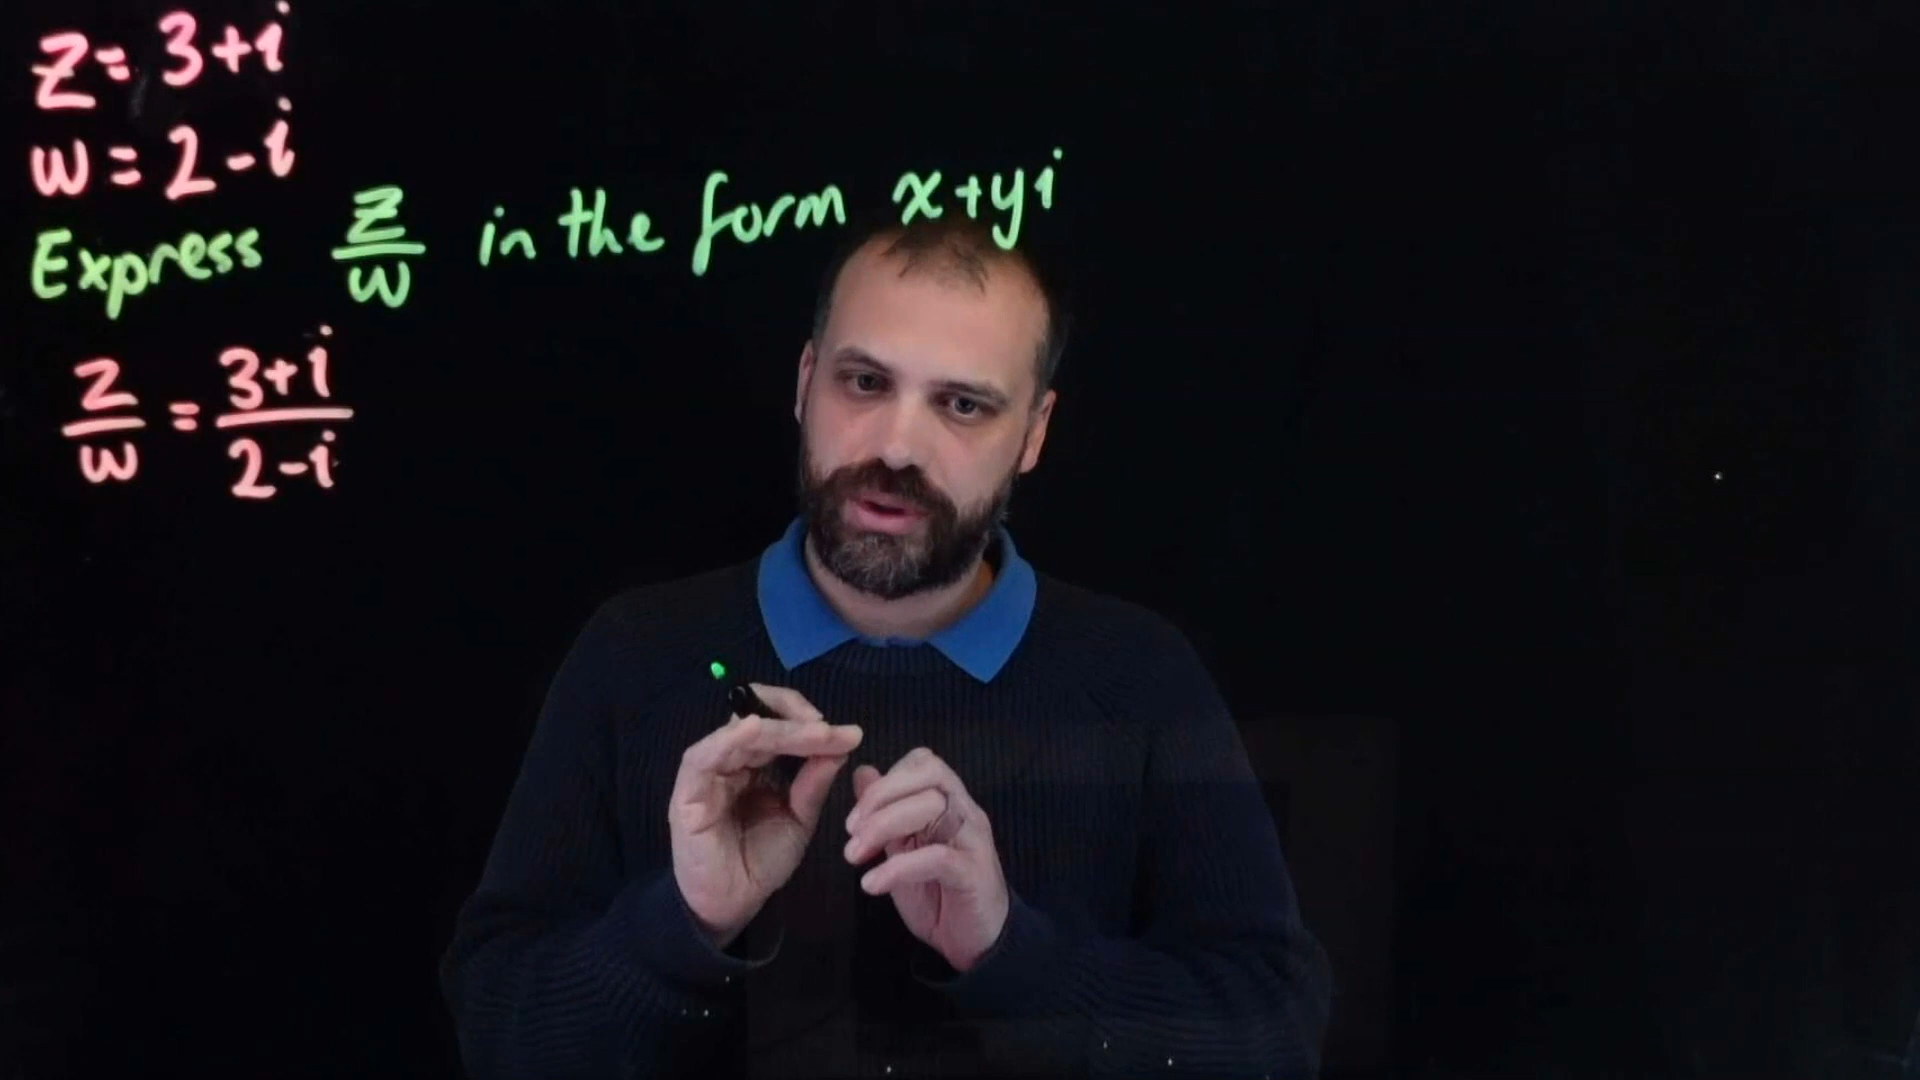 z = 3+i
w = 2-i
Express z/w in the form x+yi
z/w = 3+i/2-i